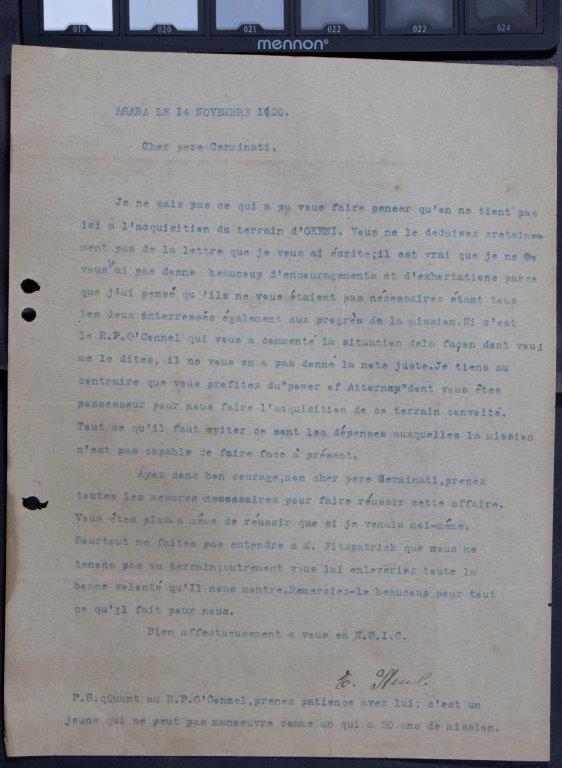 019 020 021 022 023 024
mennon®
ASABA LE 14 NOVEMBRE 1920.
Cher pere Cerminati,
Je ne sais pas ce qui a pu vous faire penser qu'on ne tient pas
ici à l'acquisition du terrain d'OKENI. Vous ne le deduisez cretaine=
ment pas de la lettre que je vous ai écrite;il est vrai que je ne
vous ai pas donne beaucoup d'encouragements et d'exhortations parce
que j'ai pensé qu'ils ne vous étaient pas nécessaires étant tous
les deux interressés également aux progrès de la mission.Si c'est
le R.P.O'Connel qui vous a commenté la situation dela façon dont vous
me le dites, il ne vous en a pas donné la note juste.Je tiens au
contraire que vous profitez du"power of Attorney"dont vous êtes
possesseur pour nous faire l'acquisition de ce terrain convoité.
Tout ce qu'il faut eviter ce sont les dépenses auxquelles la mission
n'est pas capable de faire face à présent.
Ayez donc bon courage,mon cher pere Cerminati,prenez
toutes les mesures necessaires pour faire réussir cette affaire.
Vous êtes plus a même de réussir que si je venais moi-même.
Sourtout ne faites pas entendre a M. Fitzpatrick que nous ne
tenons pas au terrain;autrement vous lui enleveriez toute la
bonne volonté qu'Il nous montre.Remerciez-le beaucoup pour tout
ce qu'Il fait pour nous.
Bien affectueusement a vous en N.S.I.C.
P.S.qQuant au R.P.O'Connel,prenez patience avec lui; c'est un
jeune qui ne peut pas manoeuvre comme un qui a 20 ans de mission.